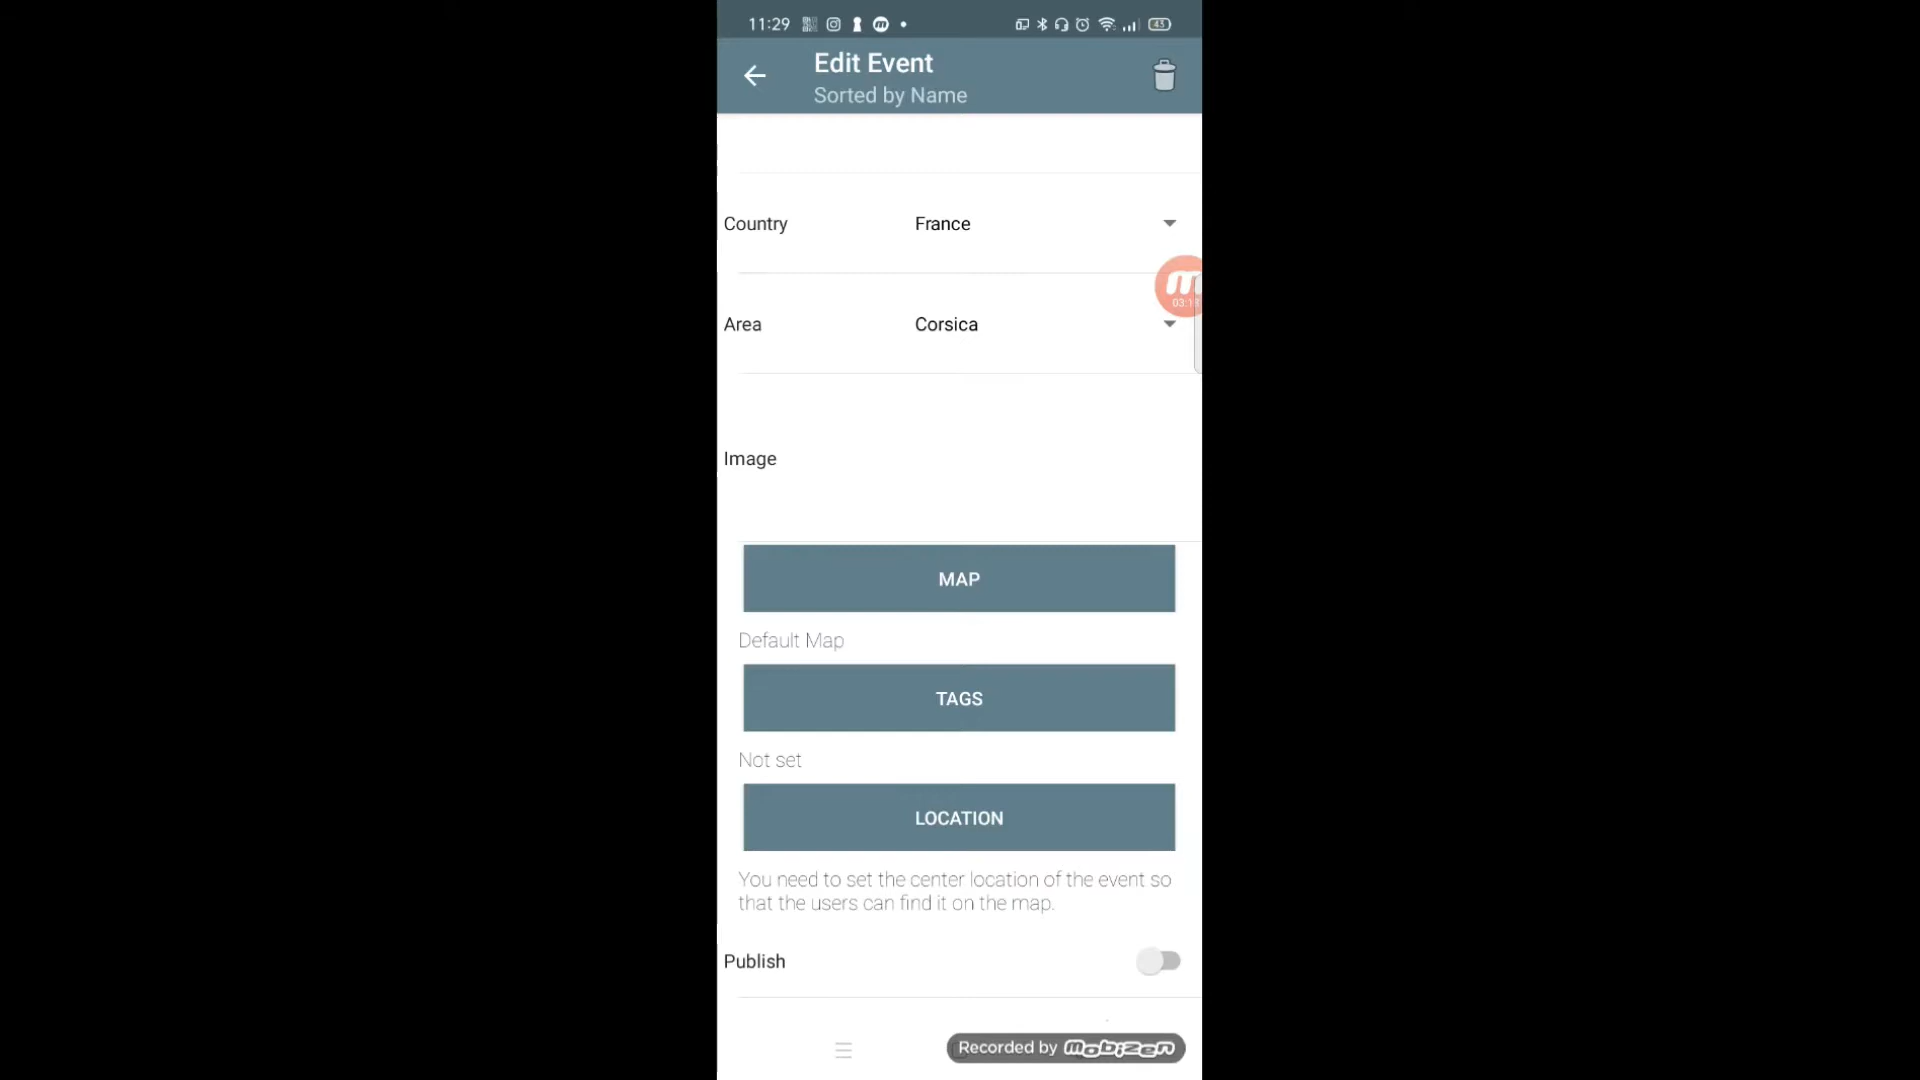 11:29
43
Edit Event
Sorted by Name
Country
France
m
Area
Corsica
Image
MAP
Default Map
TAGS
Not set
LOCATION
You need to set the center location of the event so
that the users can find it on the map.
Publish
Recorded by mobizen